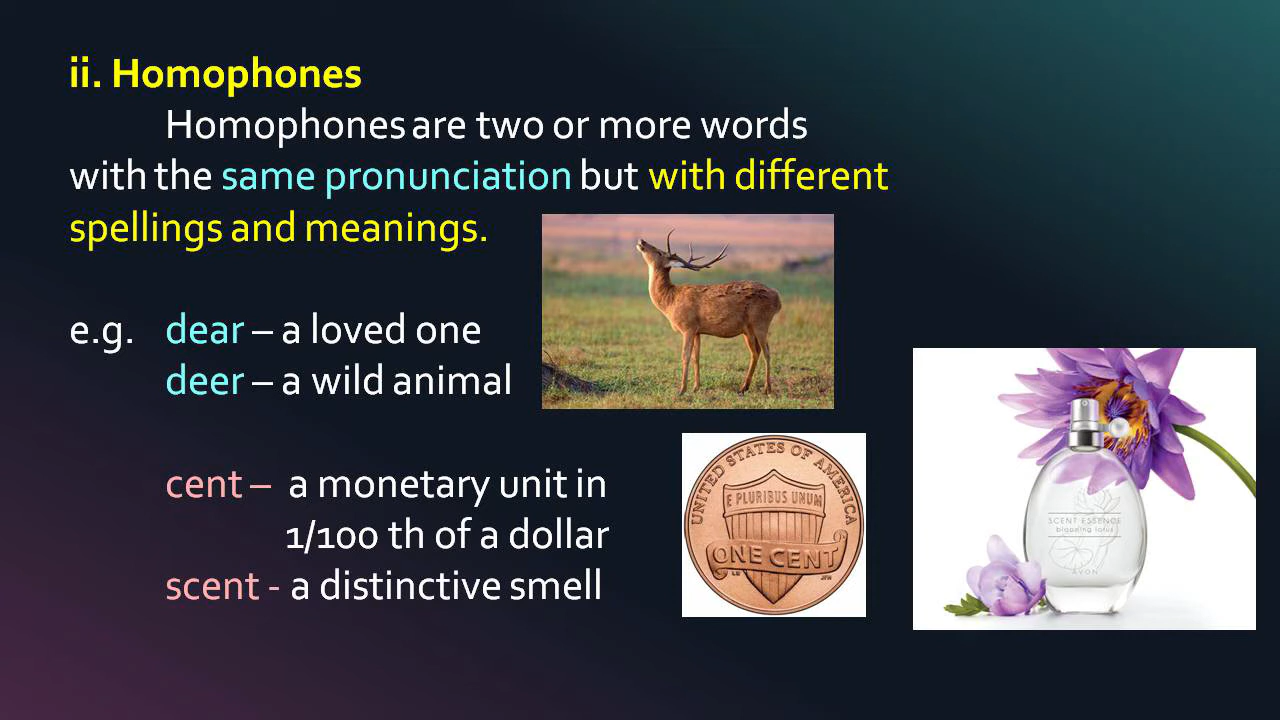 ii. Homophones
Homophones are two or more words
with the same pronunciation but with different
spellings and meanings.
e.g. dear – a loved one
deer – a wild animal
cent – a monetary unit in
1/100 th of a dollar
scent - a distinctive smell
UNITED STATES OF AMERICA
E PLURIBUS UNUM
ONE CENT
SCENT ESSENCE
blooming lotus
AVON